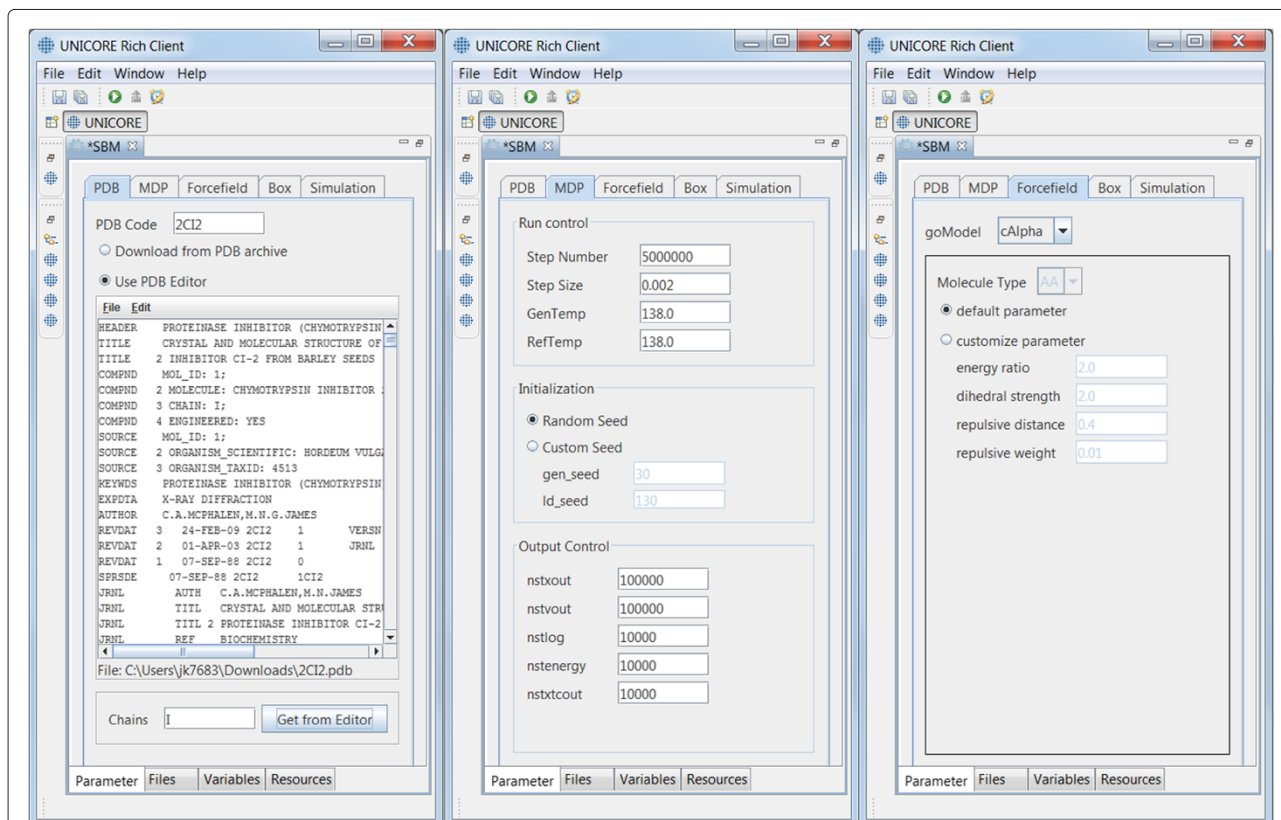 UNICORE Rich Client
File Edit Window Help
UNICORE
*SBM
PDB MDP Forcefield Box Simulation
PDB Code 2CI2
Download from PDB archive
Use PDB Editor
File Edit
HEADER PROTEINASE INHIBITOR (CHYMOTRYPSIN
TITLE CRYSTAL AND MOLECULAR STRUCTURE OF
TITLE 2 INHIBITOR CI-2 FROM BARLEY SEEDS
COMPND MOL_ID: 1;
COMPND 2 MOLECULE: CHYMOTRYPSIN INHIBITOR
COMPND 3 CHAIN: I;
COMPND 4 ENGINEERED: YES
SOURCE MOL_ID: 1;
SOURCE 2 ORGANISM_SCIENTIFIC: HORDEUM VULG
SOURCE 3 ORGANISM_TAXID: 4513
KEYWDS PROTEINASE INHIBITOR (CHYMOTRYPSIN
EXPDTA X-RAY DIFFRACTION
AUTHOR C.A.MCPHALEN,M.N.G.JAMES
REVDAT 3 24-FEB-09 2CI2 1 VERSN
REVDAT 2 01-APR-03 2CI2 1 JRNL
REVDAT 1 07-SEP-88 2CI2 0
SPRSDE 07-SEP-88 2CI2 1CI2
JRNL AUTH C.A.MCPHALEN,M.N.JAMES
JRNL TITL CRYSTAL AND MOLECULAR STR
JRNL TITL 2 PROTEINASE INHIBITOR CI-2
JRNL REF BIOCHEMISTRY
File: C:\Users\jk7683\Downloads\2CI2.pdb
Chains I Get from Editor
Parameter Files Variables Resources
UNICORE Rich Client
File Edit Window Help
UNICORE
*SBM
PDB MDP Forcefield Box Simulation
Run control
Step Number 5000000
Step Size 0.002
GenTemp 138.0
RefTemp 138.0
Initialization
Random Seed
Custom Seed
gen_seed 30
ld_seed 130
Output Control
nstxout 100000
nstvout 100000
nstlog 10000
nstenergy 10000
nstxtcout 10000
Parameter Files Variables Resources
UNICORE Rich Client
File Edit Window Help
UNICORE
*SBM
PDB MDP Forcefield Box Simulation
goModel cAlpha
Molecule Type AA
default parameter
customize parameter
energy ratio 2.0
dihedral strength 2.0
repulsive distance 0.4
repulsive weight 0.01
Parameter Files Variables Resources